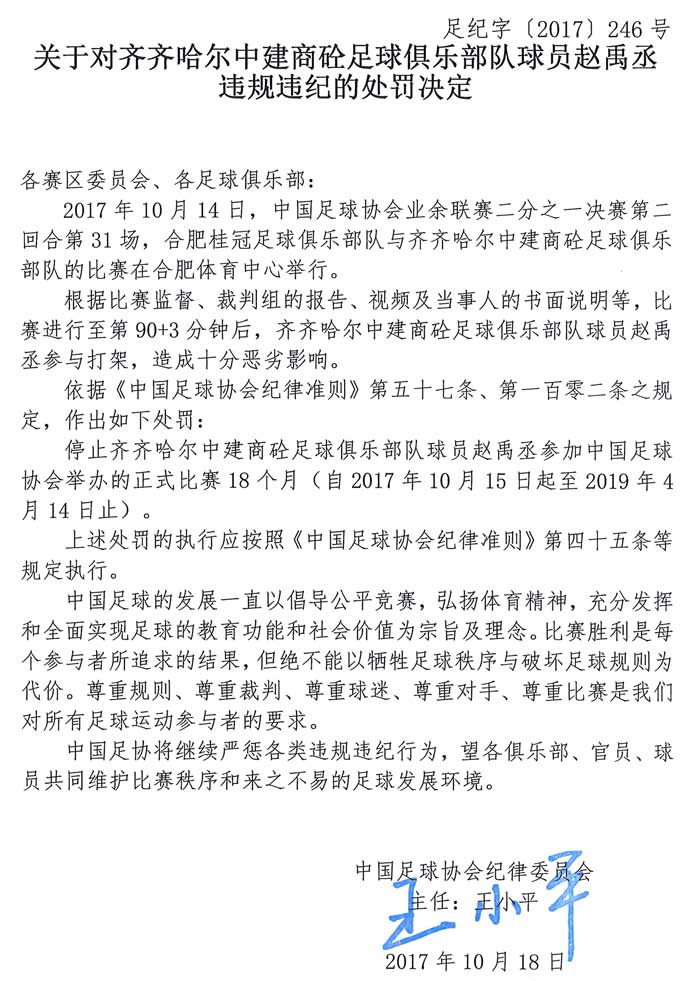 足纪字〔2017〕246 号
关于对齐齐哈尔中建商砼足球俱乐部队球员赵禹丞
违规违纪的处罚决定
各赛区委员会、各足球俱乐部：
2017 年 10 月 14 日，中国足球协会业余联赛二分之一决赛第二
回合第 31 场，合肥桂冠足球俱乐部队与齐齐哈尔中建商砼足球俱乐
部队的比赛在合肥体育中心举行。
根据比赛监督、裁判组的报告、视频及当事人的书面说明等，比
赛进行至第 90+3 分钟后，齐齐哈尔中建商砼足球俱乐部队球员赵禹
丞参与打架，造成十分恶劣影响。
依据《中国足球协会纪律准则》第五十七条、第一百零二条之规
定，作出如下处罚：
停止齐齐哈尔中建商砼足球俱乐部队球员赵禹丞参加中国足球
协会举办的正式比赛 18 个月（自 2017 年 10 月 15 日起至 2019 年 4
月 14 日止）。
上述处罚的执行应按照《中国足球协会纪律准则》第四十五条等
规定执行。
中国足球的发展一直以倡导公平竞赛，弘扬体育精神，充分发挥
和全面实现足球的教育功能和社会价值为宗旨及理念。比赛胜利是每
个参与者所追求的结果，但绝不能以牺牲足球秩序与破坏足球规则为
代价。尊重规则、尊重裁判、尊重球迷、尊重对手、尊重比赛是我们
对所有足球运动参与者的要求。
中国足协将继续严惩各类违规违纪行为，望各俱乐部、官员、球
员共同维护比赛秩序和来之不易的足球发展环境。
中国足球协会纪律委员会
主任：王小平
王小平
2017 年 10 月 18 日